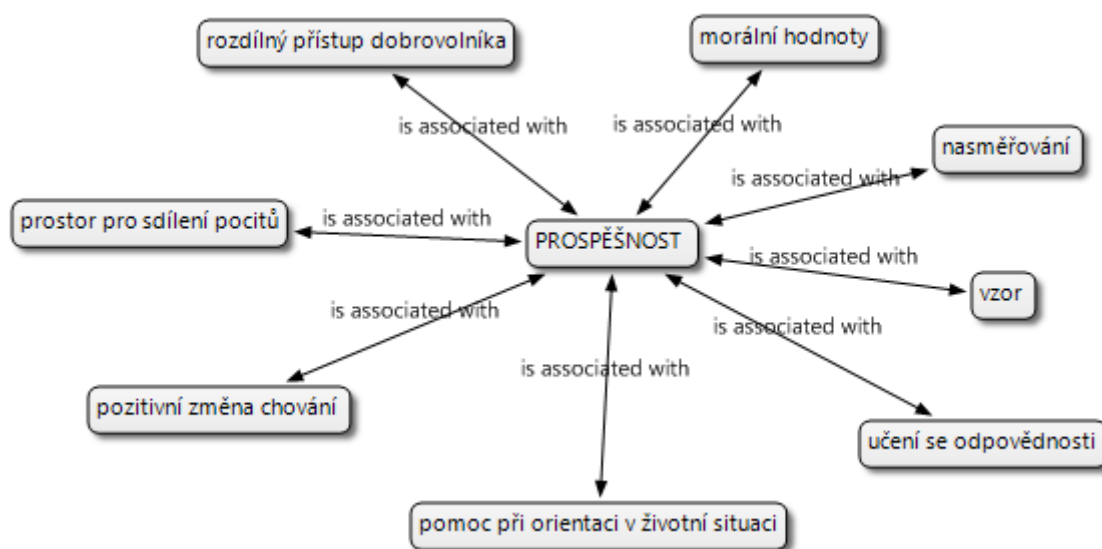 rozdílný přístup dobrovolníka
morální hodnoty
is associated with
is associated with
nasměřování
is associated with
prostor pro sdílení pocitů
is associated with
PROSPĚŠNOST
is associated with
vzor
is associated with
is associated with
is associated with
pozitivní změna chování
učení se odpovědnosti
pomoc při orientaci v životní situaci